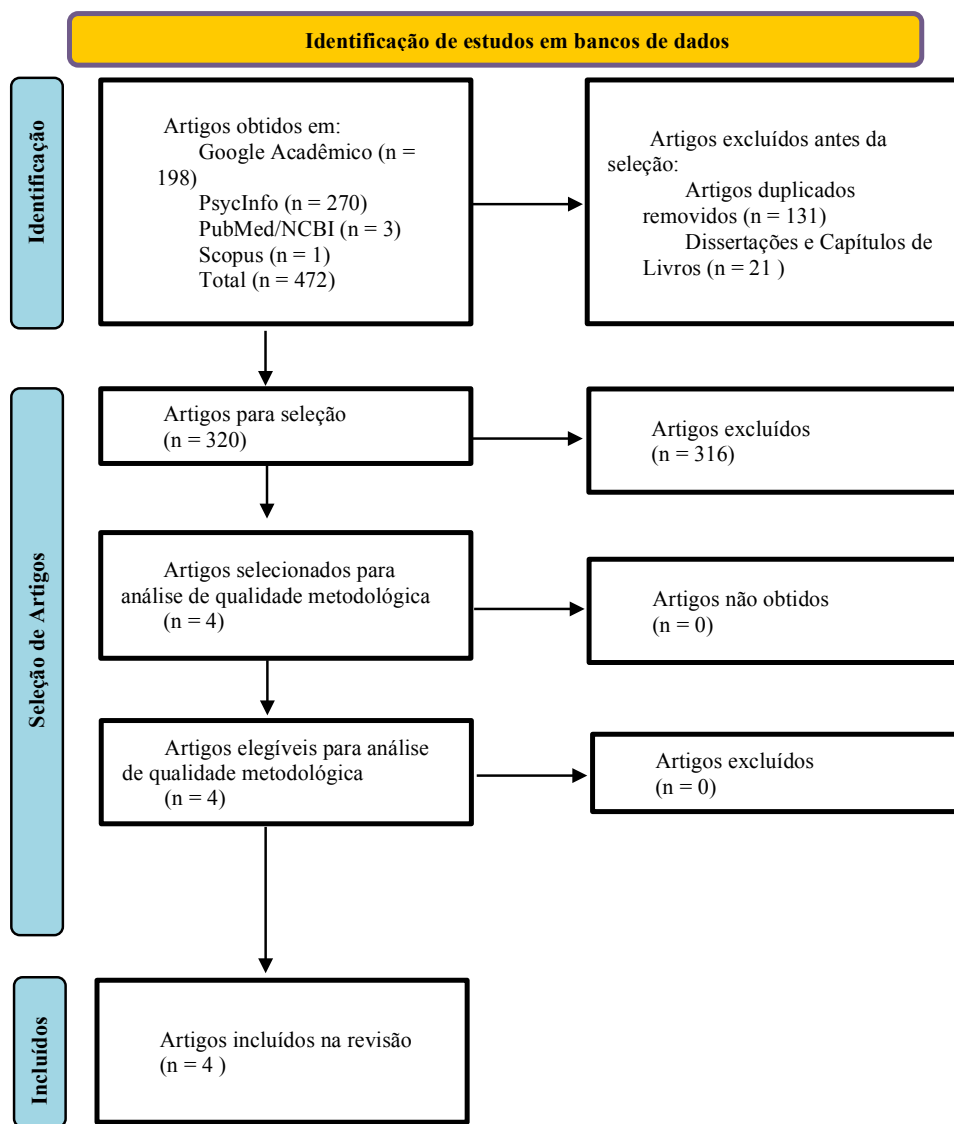 Identificação de estudos em bancos de dados
Identificação
Artigos obtidos em:
Google Acadêmico (n =
198)
PsycInfo (n = 270)
PubMed/NCBI (n = 3)
Scopus (n = 1)
Total (n = 472)
Artigos excluídos antes da
seleção:
Artigos duplicados
removidos (n = 131)
Dissertações e Capítulos de
Livros (n = 21 )
Seleção de Artigos
Artigos para seleção
(n = 320)
Artigos excluídos
(n = 316)
Artigos selecionados para
análise de qualidade metodológica
(n = 4)
Artigos não obtidos
(n = 0)
Artigos elegíveis para análise
de qualidade metodológica
(n = 4)
Artigos excluídos
(n = 0)
Incluídos
Artigos incluídos na revisão
(n = 4 )